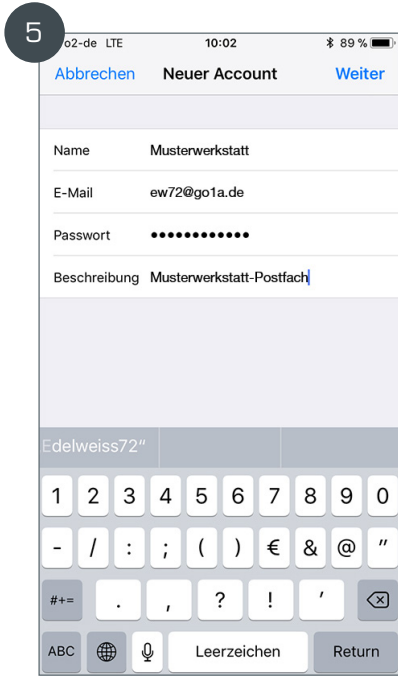 5
o2-de LTE 10:02 89 %
Abbrechen Neuer Account Weiter
Name Musterwerkstatt
E-Mail ew72@go1a.de
Passwort ••••••••••••
Beschreibung Musterwerkstatt-Postfach
Edelweiss72“
1 2 3 4 5 6 7 8 9 0
- / : ; ( ) € & @ "
#+= . , ? ! '
ABC Leerzeichen Return